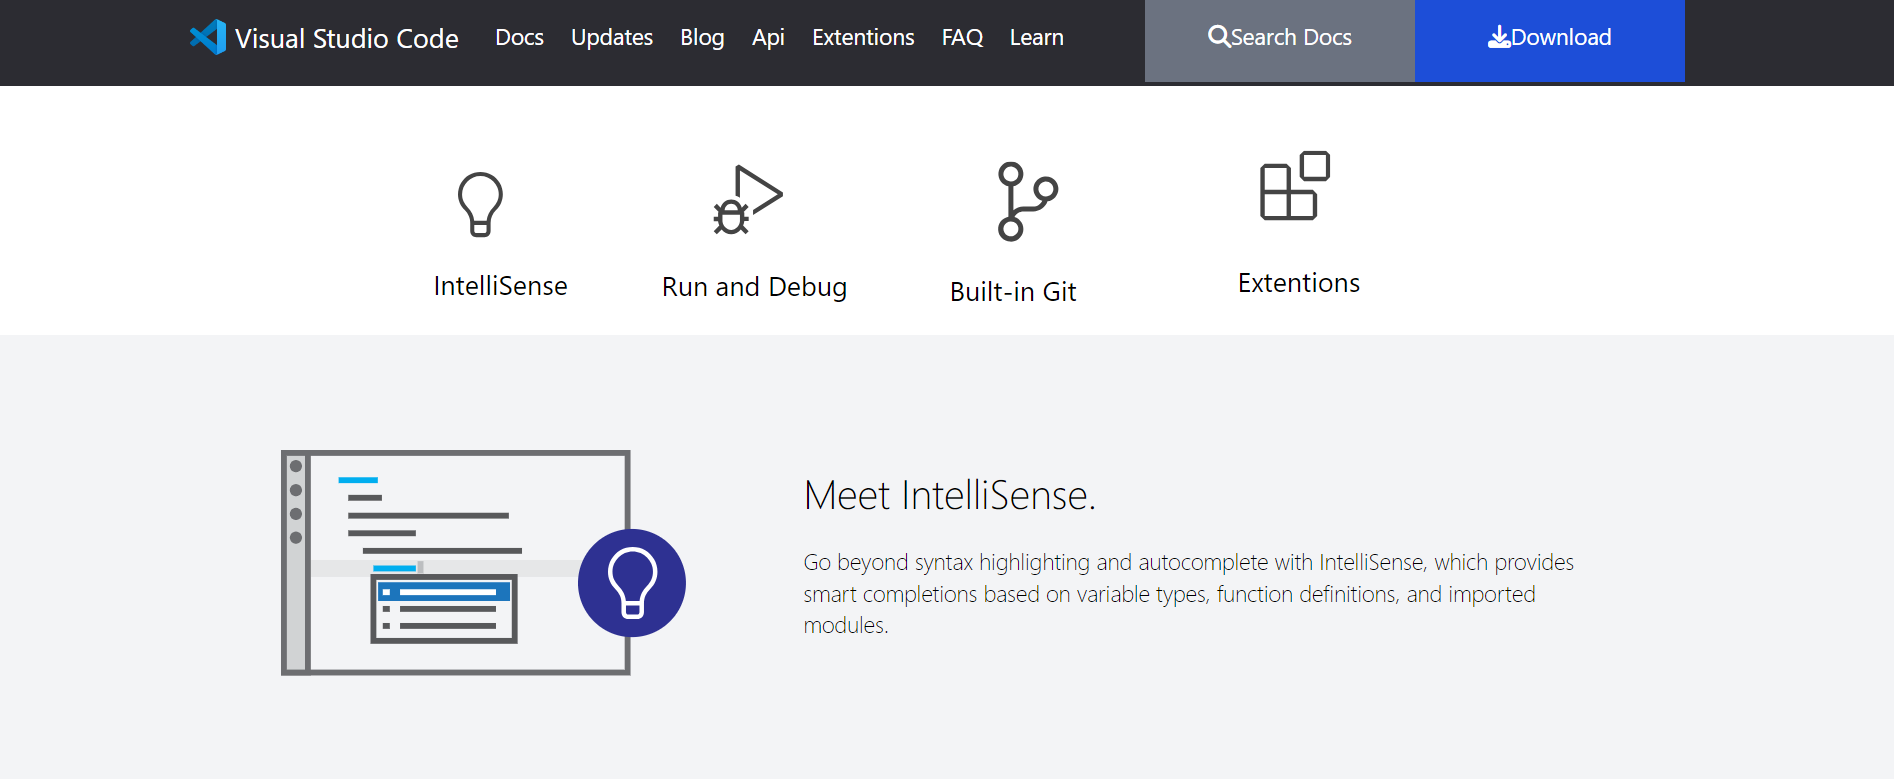 Visual Studio Code Docs Updates Blog Api Extentions FAQ Learn Search Docs Download
IntelliSense Run and Debug Built-in Git Extentions
Meet IntelliSense.
Go beyond syntax highlighting and autocomplete with IntelliSense, which provides
smart completions based on variable types, function definitions, and imported
modules.